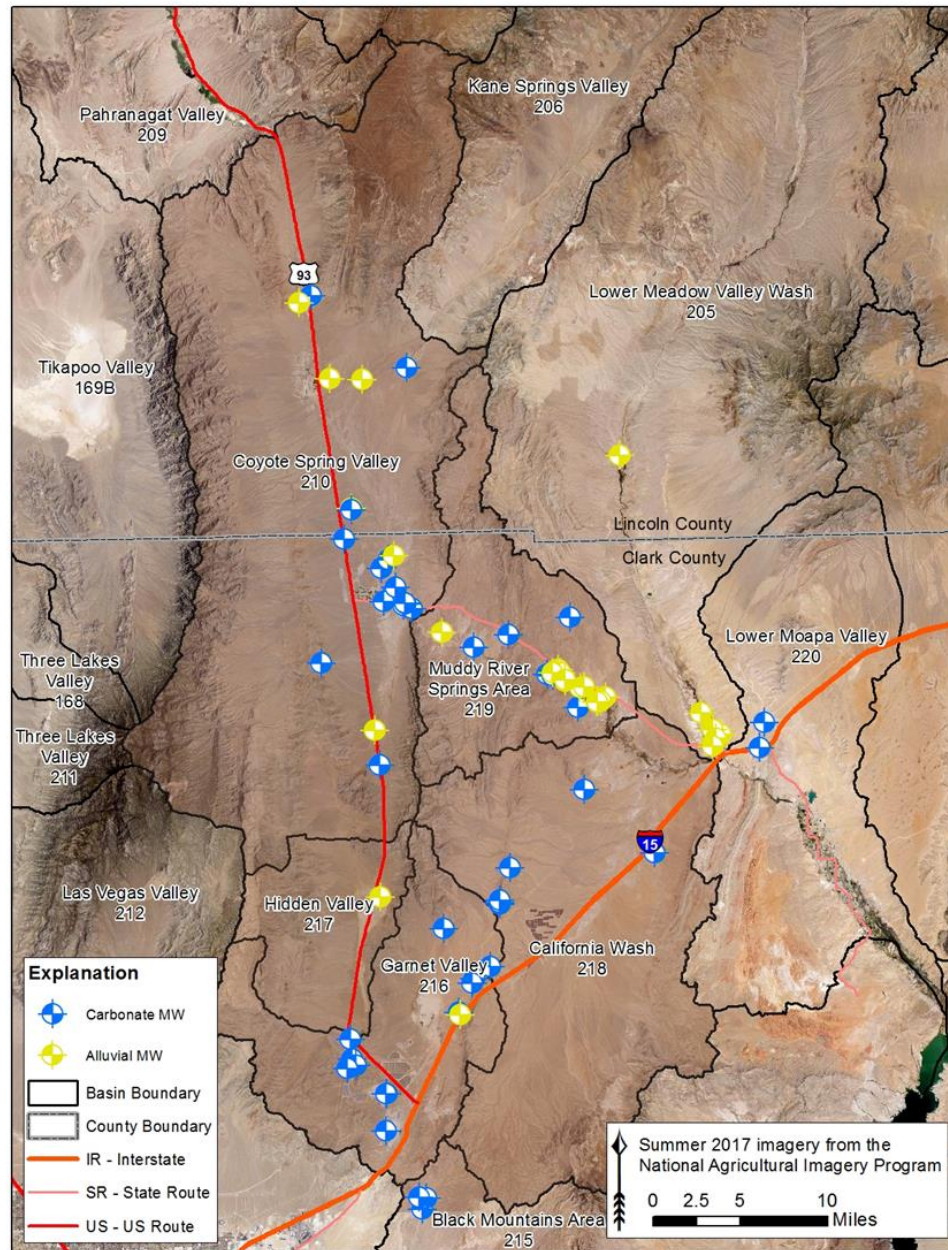 Kane Springs Valley
206
Pahranagat Valley
209
93
Lower Meadow Valley Wash
205
Tikapoo Valley
169B
Coyote Spring Valley
210
Lincoln County
Clark County
Lower Moapa Valley
220
Three Lakes
Valley
168
Muddy River
Springs Area
219
Three Lakes
Valley
211
15
Las Vegas Valley
212
Hidden Valley
217
California Wash
218
Garnet Valley
216
Explanation
Carbonate MW
Alluvial MW
Basin Boundary
County Boundary
IR - Interstate
SR - State Route
US - US Route
Summer 2017 imagery from the
National Agricultural Imagery Program
0 2.5 5 10
Miles
Black Mountains Area
215